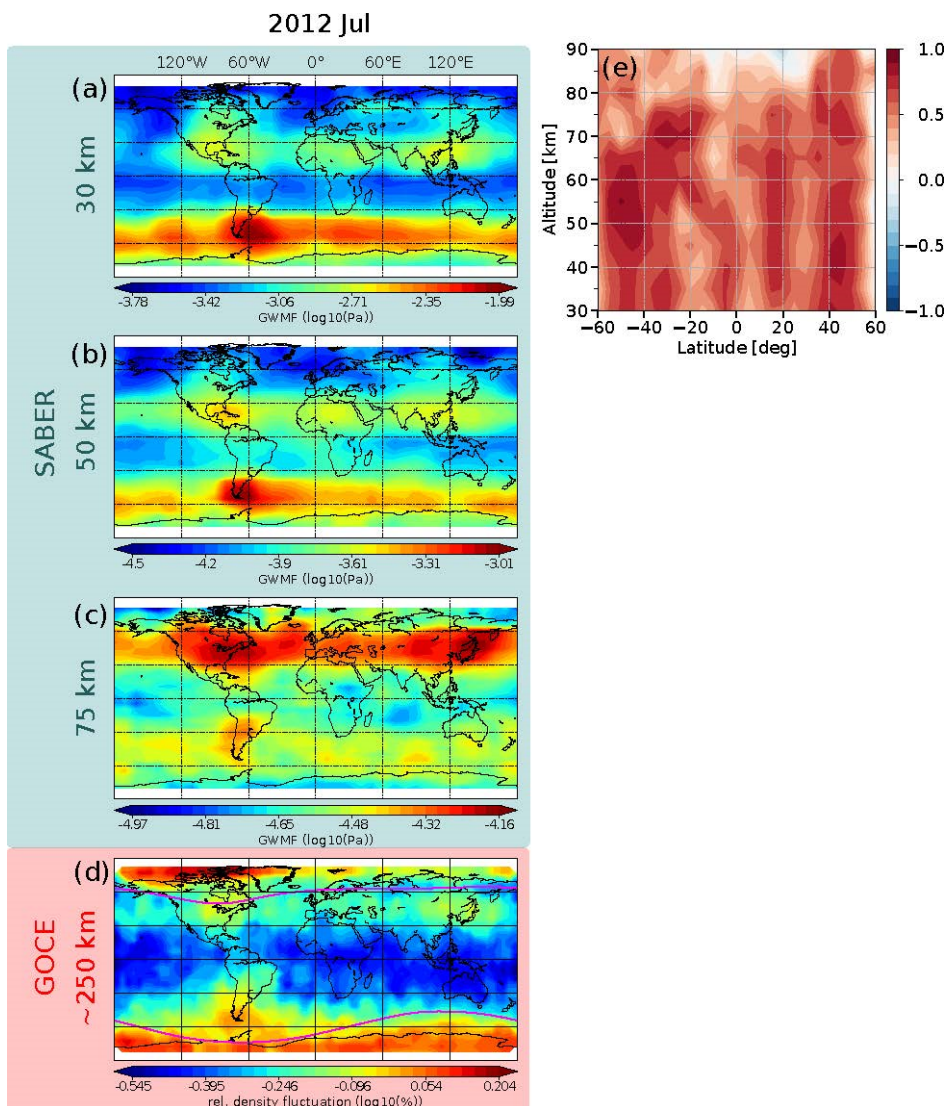 2012 Jul
120°W 60°W 0° 60°E 120°E
(a)
30 km
-3.78 -3.42 -3.06 -2.71 -2.35 -1.99
GWMF (log10(Pa))
(b)
SABER
50 km
-4.5 -4.2 -3.9 -3.61 -3.31 -3.01
GWMF (log10(Pa))
(c)
75 km
-4.97 -4.81 -4.65 -4.48 -4.32 -4.16
GWMF (log10(Pa))
(d)
GOCE
~250 km
-0.545 -0.395 -0.246 -0.096 0.054 0.204
rel. density fluctuation (log10(%))
(e)
Altitude [km]
90
80
70
60
50
40
30
−60 −40 −20 0 20 40 60
Latitude [deg]
1.0
0.5
0.0
−0.5
−1.0